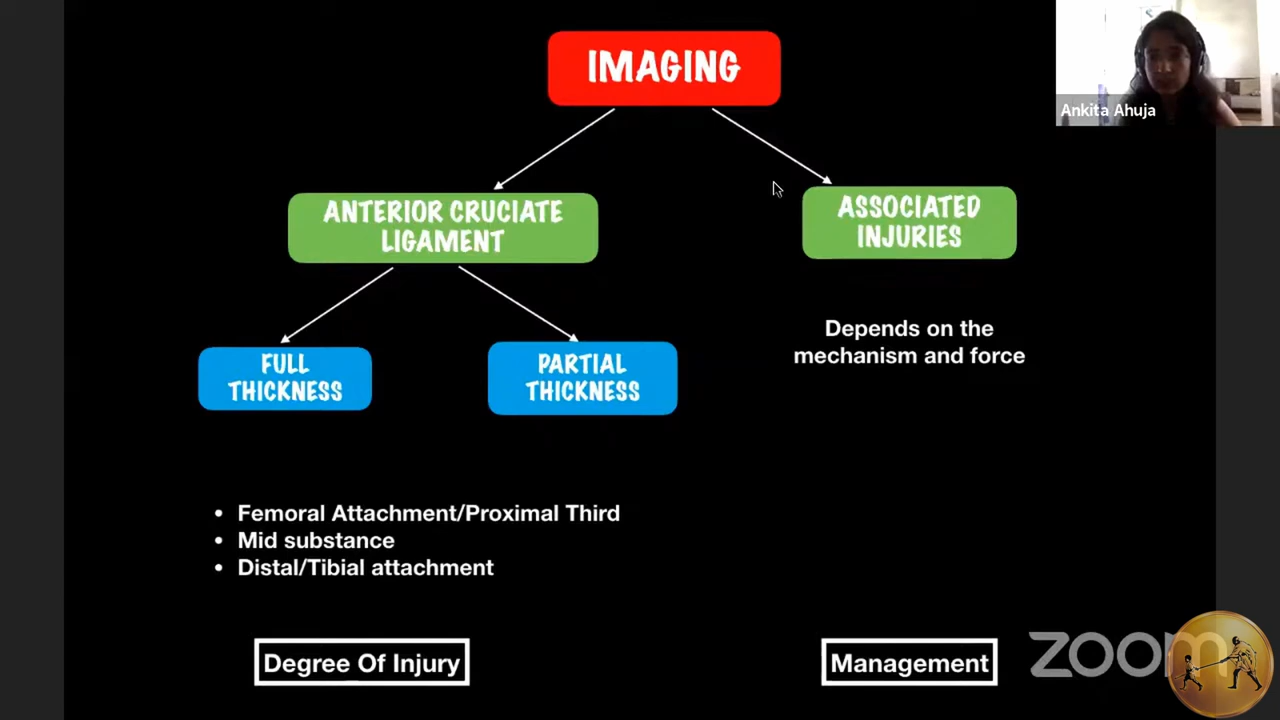 IMAGING
Ankita Ahuja
ANTERIOR CRUCIATE
LIGAMENT
ASSOCIATED
INJURIES
Depends on the
mechanism and force
FULL
THICKNESS
PARTIAL
THICKNESS
• Femoral Attachment/Proximal Third
• Mid substance
• Distal/Tibial attachment
Degree Of Injury
Management
zoom